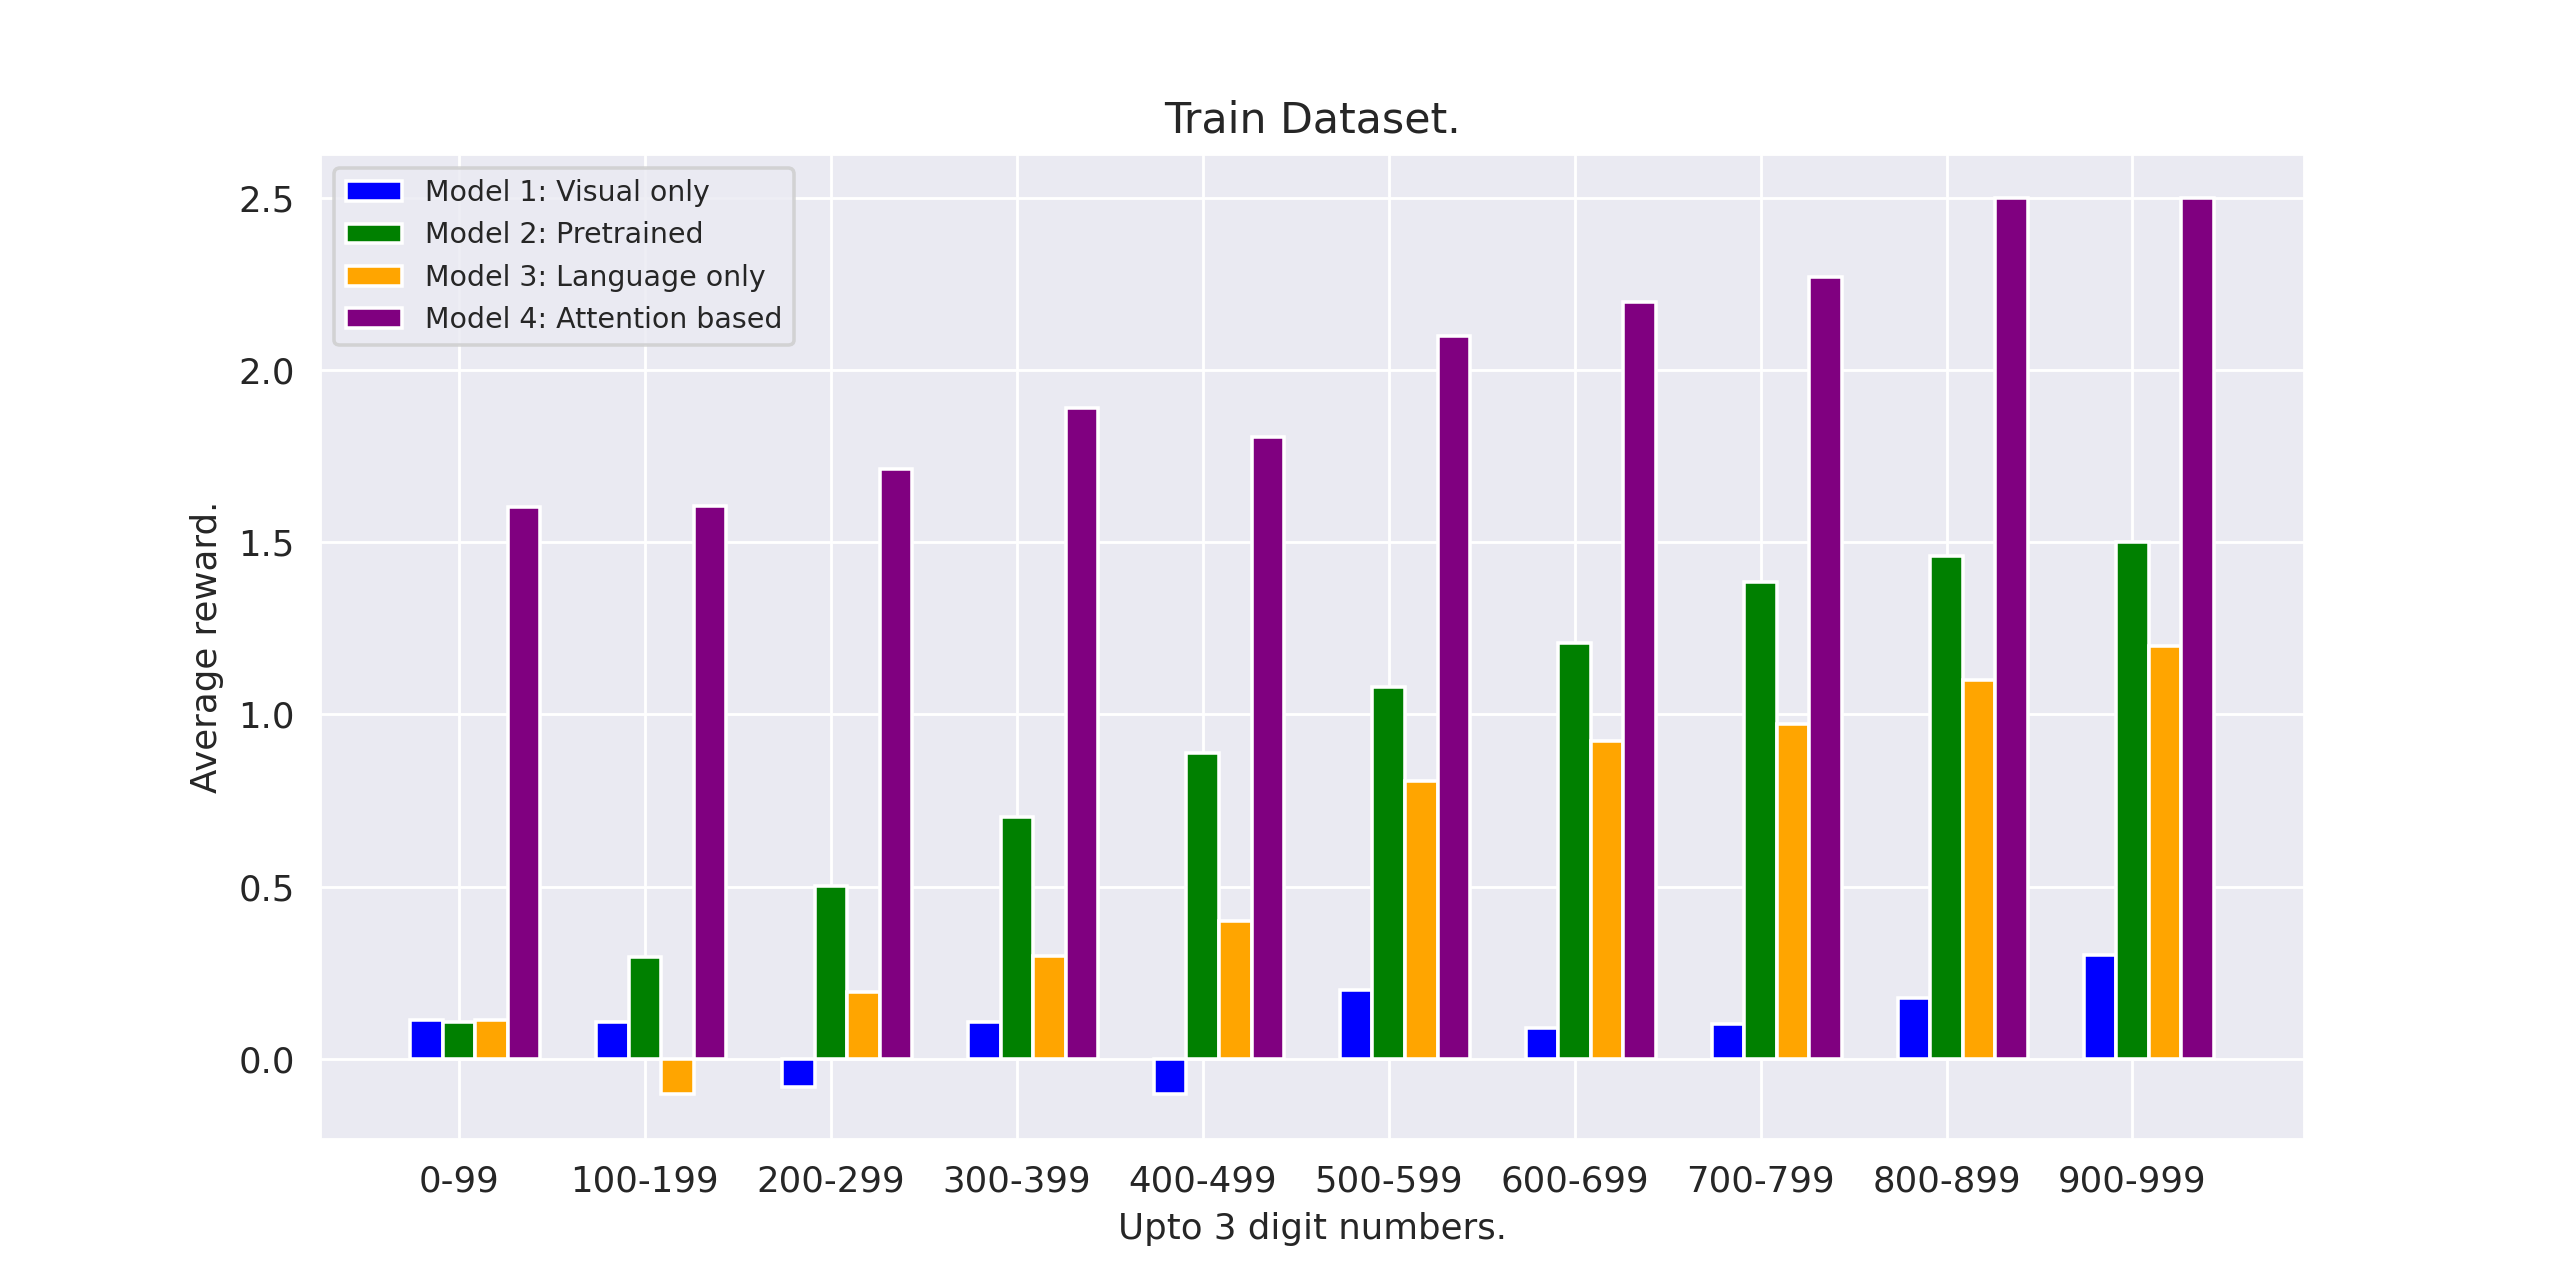 Train Dataset.
Model 1: Visual only
Model 2: Pretrained
Model 3: Language only
Model 4: Attention based
2.5
2.0
1.5
1.0
0.5
0.0
Average reward.
0-99 100-199 200-299 300-399 400-499 500-599 600-699 700-799 800-899 900-999
Upto 3 digit numbers.